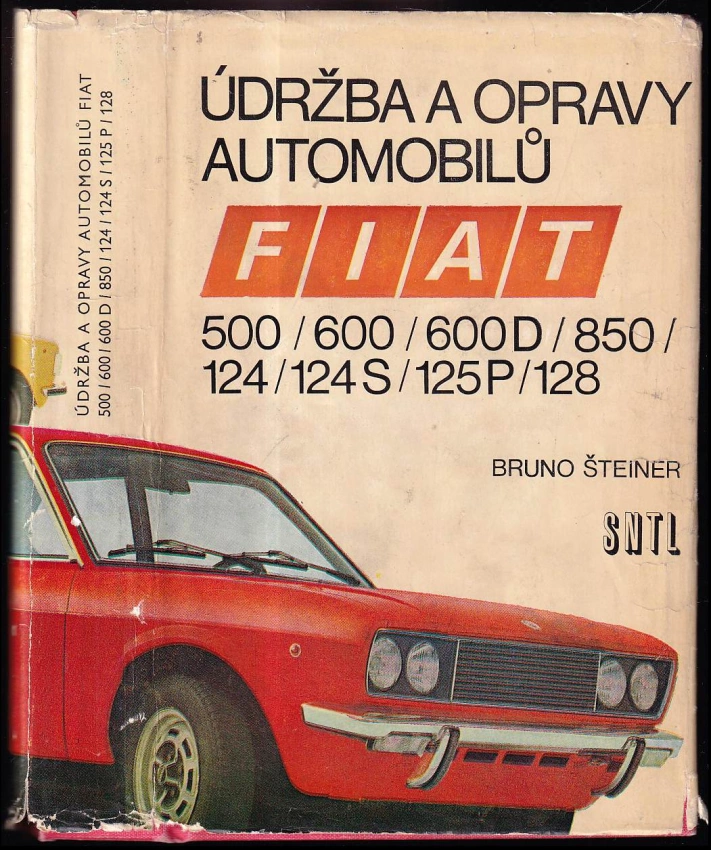 ÚDRŽBA A OPRAVY AUTOMOBILŮ FIAT
500 / 600 / 600 D / 850 / 124 / 124 S / 125 P / 128
ÚDRŽBA A OPRAVY
AUTOMOBILŮ
FIAT
500 / 600 / 600 D / 850 /
124 / 124 S / 125 P / 128
BRUNO ŠTEINER
SNTL